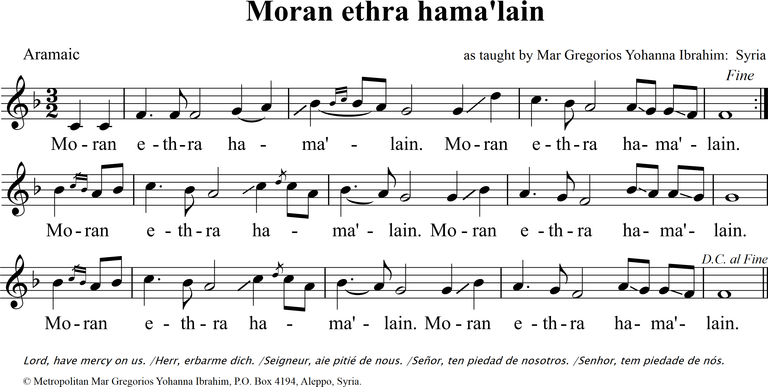 Moran ethra hama'lain
Aramaic
as taught by Mar Gregorios Yohanna Ibrahim: Syria
Fine
3
2
Mo - ran e - th - ra ha - ma' - lain. Mo - ran e - th - ra ha - ma' - lain.
Mo - ran e - th - ra ha - ma' - lain. Mo - ran e - th - ra ha - ma' - lain.
D.C. al Fine
Mo - ran e - th - ra ha - ma' - lain. Mo - ran e - th - ra ha - ma' - lain.
Lord, have mercy on us. /Herr, erbarme dich. /Seigneur, aie pitié de nous. /Señor, ten piedad de nosotros. /Senhor, tem piedade de nós.
© Metropolitan Mar Gregorios Yohanna Ibrahim, P.O. Box 4194, Aleppo, Syria.